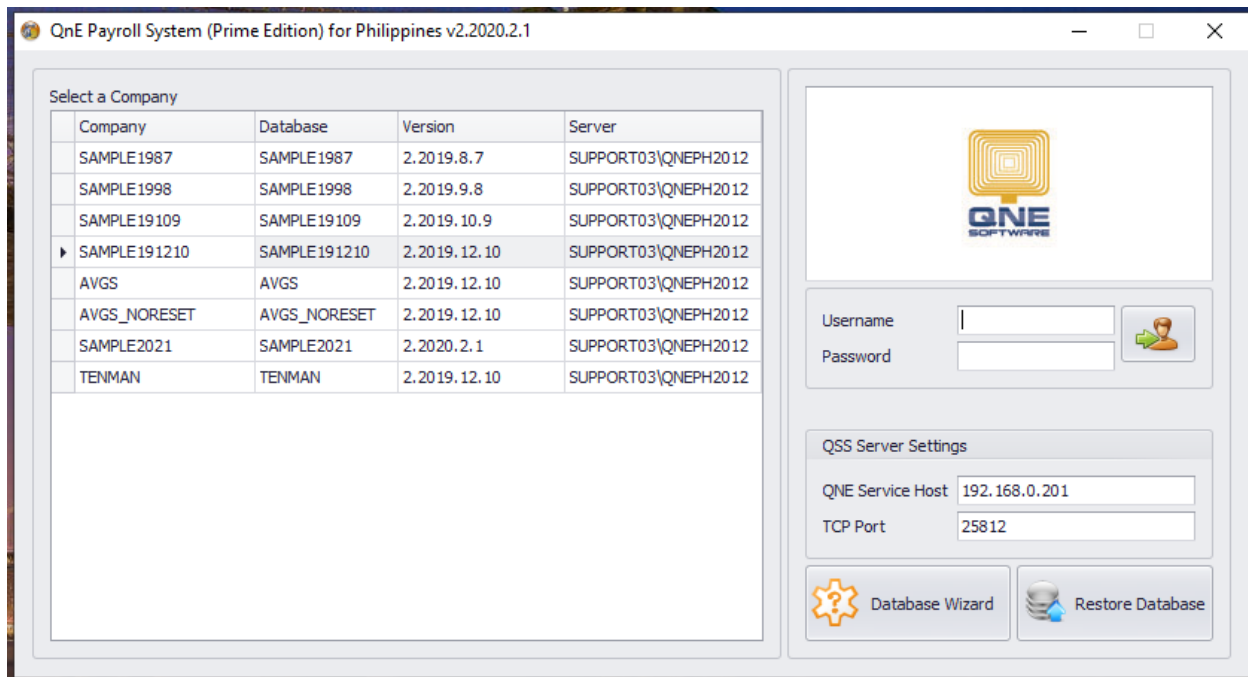 QnE Payroll System (Prime Edition) for Philippines v2.2020.2.1
Select a Company
Company Database Version Server
SAMPLE1987 SAMPLE1987 2.2019.8.7 SUPPORT03\QNEPH2012
SAMPLE1998 SAMPLE1998 2.2019.9.8 SUPPORT03\QNEPH2012
SAMPLE19109 SAMPLE19109 2.2019.10.9 SUPPORT03\QNEPH2012
SAMPLE191210 SAMPLE191210 2.2019.12.10 SUPPORT03\QNEPH2012
AVGS AVGS 2.2019.12.10 SUPPORT03\QNEPH2012
AVGS_NORESET AVGS_NORESET 2.2019.12.10 SUPPORT03\QNEPH2012
SAMPLE2021 SAMPLE2021 2.2020.2.1 SUPPORT03\QNEPH2012
TENMAN TENMAN 2.2019.12.10 SUPPORT03\QNEPH2012
QNE
SOFTWARE
Username
Password
QSS Server Settings
QNE Service Host 192.168.0.201
TCP Port 25812
Database Wizard Restore Database